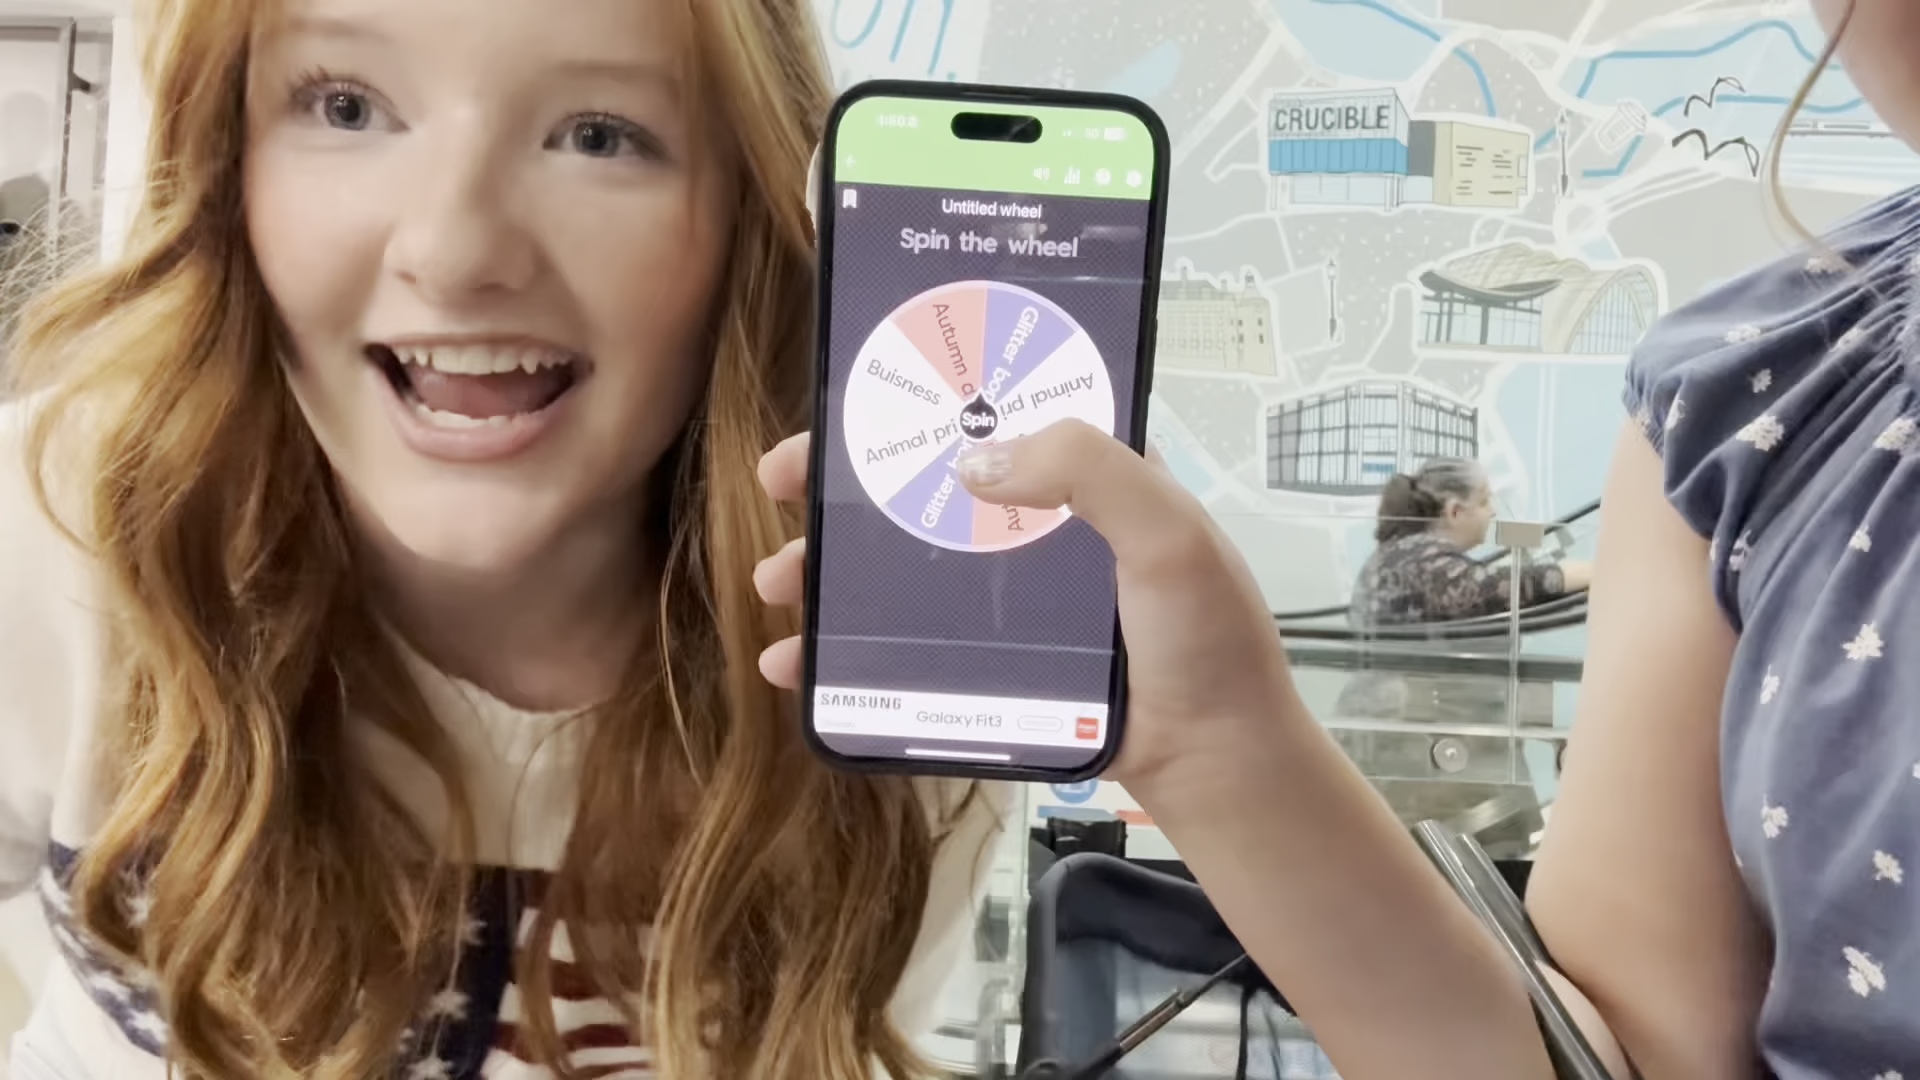 CRUCIBLE
Untitled wheel
Spin the wheel
Autumn
Glitter
Buisness
Animal pri
Animal pri
Spin
Glitter
SAMSUNG
Galaxy Fit3